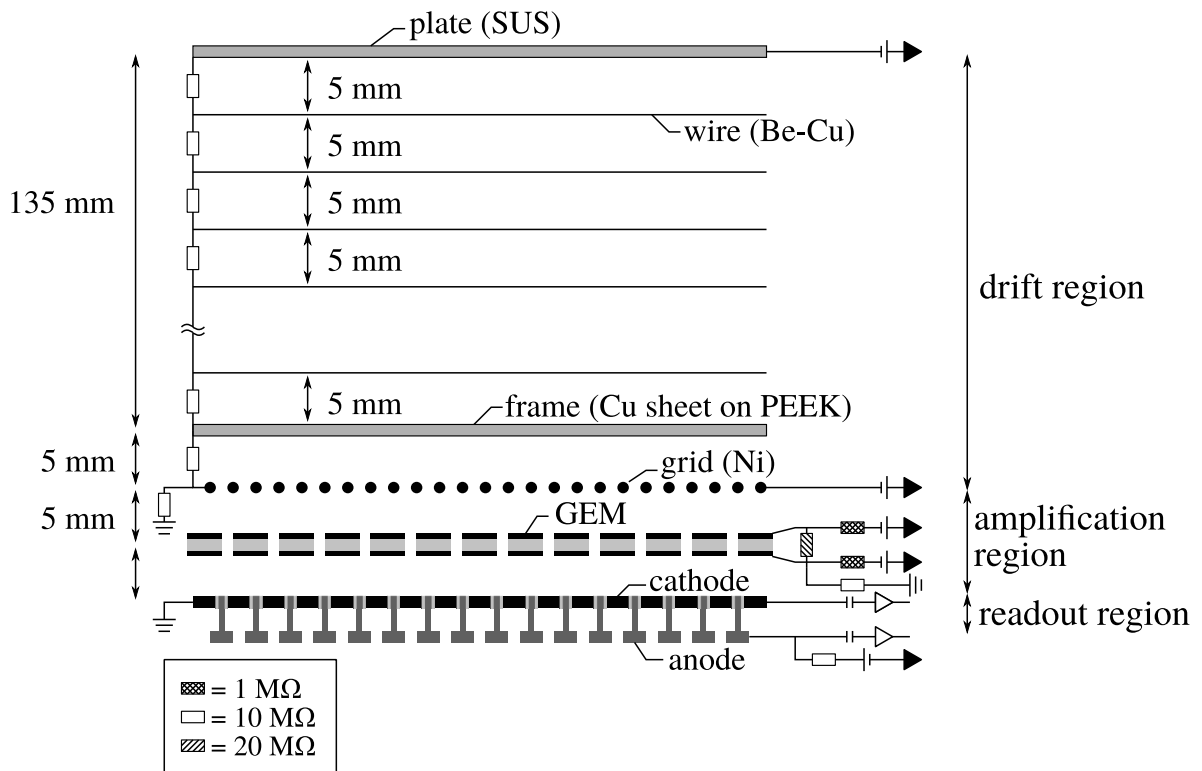 plate (SUS)
5 mm
wire (Be-Cu)
5 mm
5 mm
135 mm
5 mm
drift region
5 mm
frame (Cu sheet on PEEK)
5 mm
grid (Ni)
5 mm
GEM
amplification
region
cathode
readout region
anode
= 1 MΩ
= 10 MΩ
= 20 MΩ